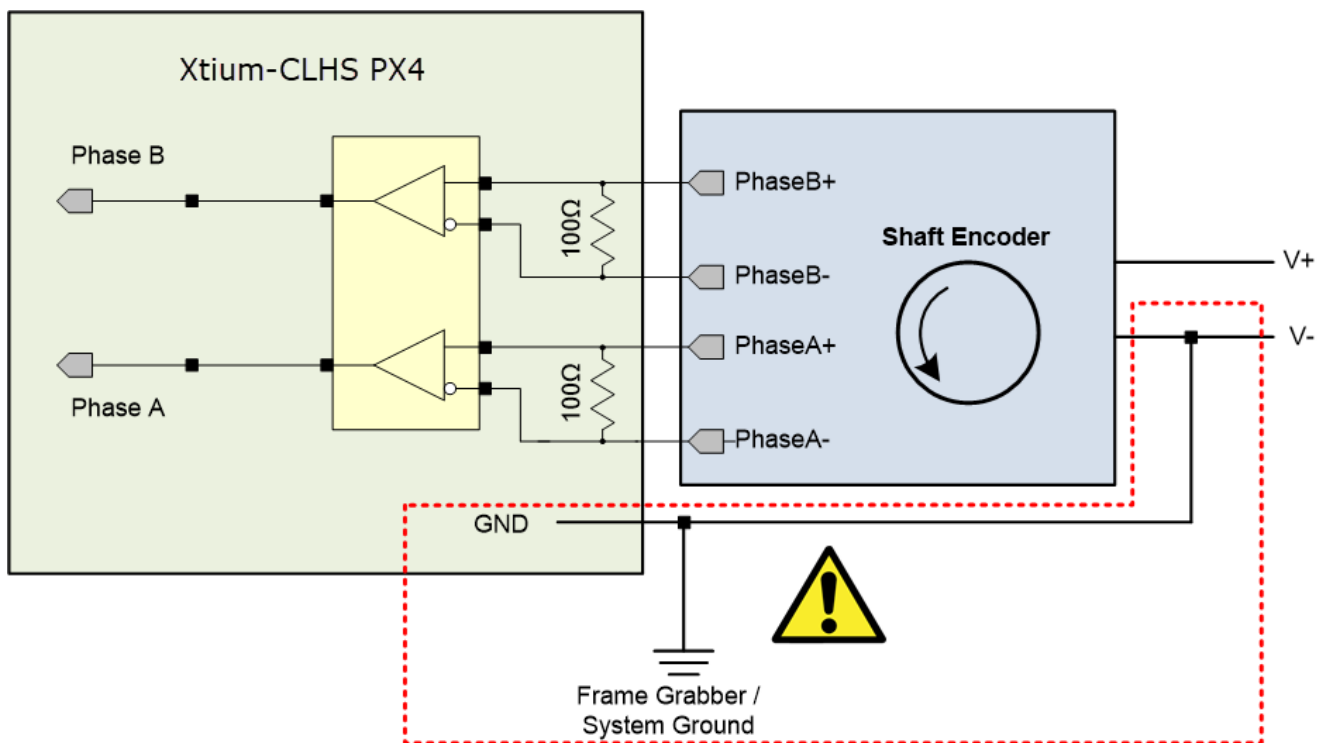 Xtium-CLHS PX4
Phase B
100Ω
PhaseB+
PhaseB-
Shaft Encoder
V+
V-
Phase A
100Ω
PhaseA+
PhaseA-
GND
Frame Grabber /
System Ground